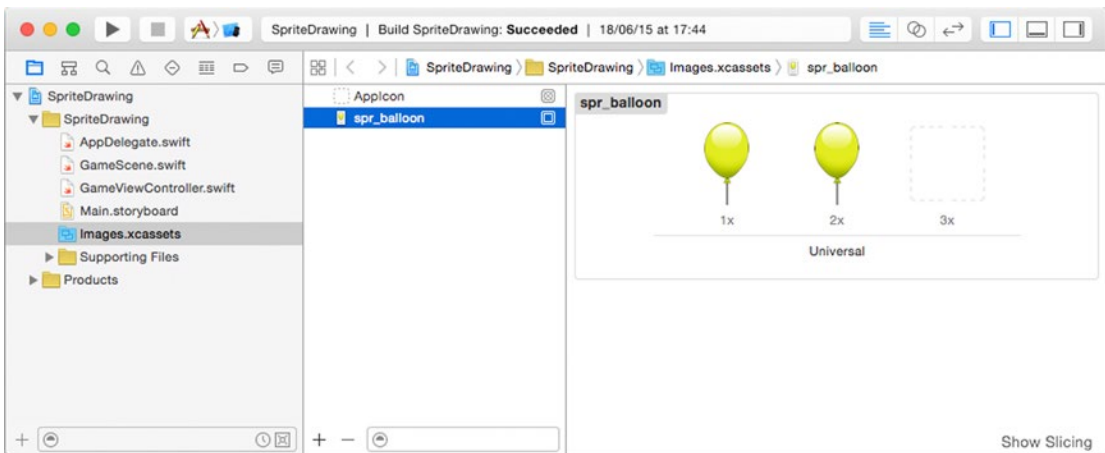 SpriteDrawing | Build SpriteDrawing: Succeeded | 18/06/15 at 17:44
SpriteDrawing SpriteDrawing Images.xcassets spr_balloon
SpriteDrawing
SpriteDrawing
AppDelegate.swift
GameScene.swift
GameViewController.swift
Main.storyboard
Images.xcassets
Supporting Files
Products
AppIcon
spr_balloon
spr_balloon
1x 2x 3x
Universal
Show Slicing